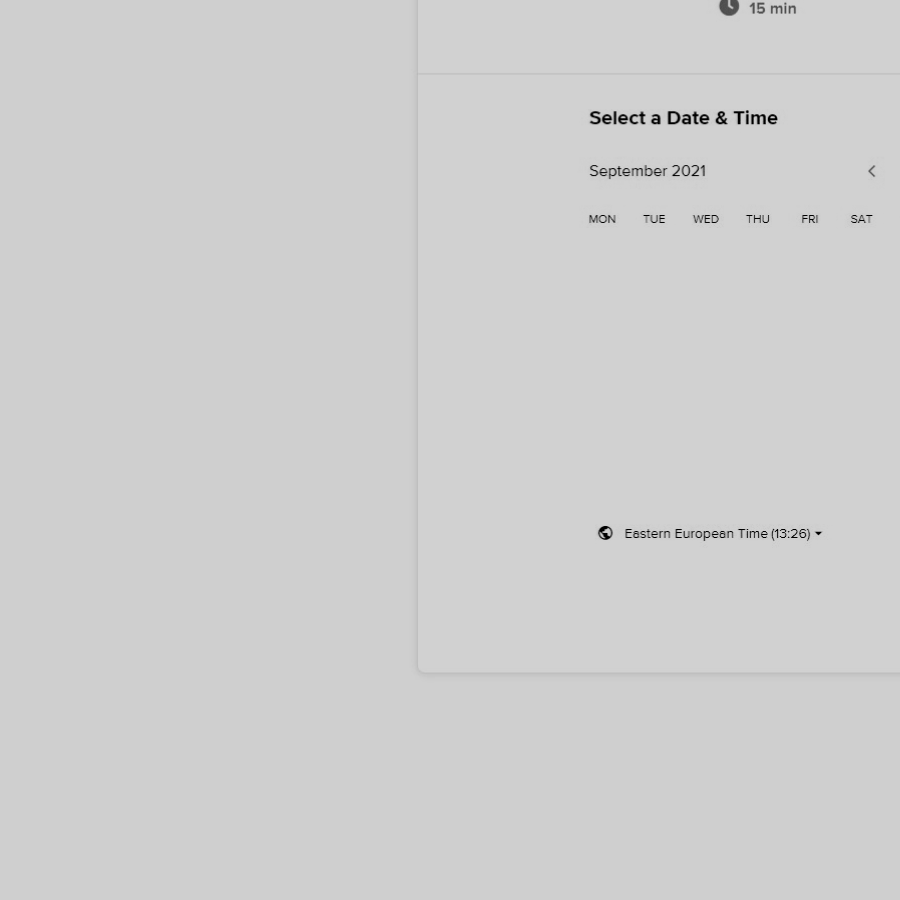 15 min
Select a Date & Time
September 2021
MON TUE WED THU FRI SAT
Eastern European Time (13:26)